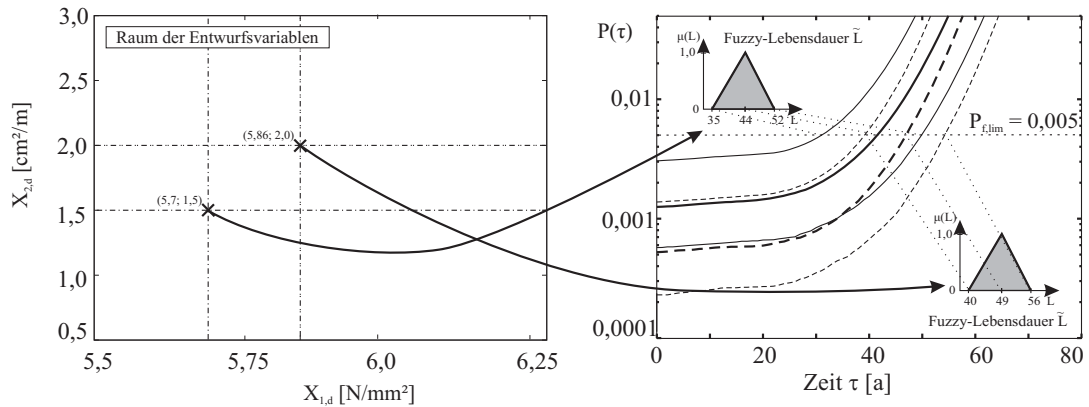 3,0
2,5
2,0
1,5
1,0
0,5
X2,d [cm²/m]
Raum der Entwurfsvariablen
(5,86; 2,0)
(5,7; 1,5)
5,5
5,75
6,0
6,25
X1,d [N/mm²]
P(τ)
0,01
0,001
0,0001
μ(L)
1,0
0
Fuzzy-Lebensdauer L̃
35
44
52
L
Pf,lim = 0,005
μ(L)
1,0
0
40
49
56
L
Fuzzy-Lebensdauer L̃
0
20
40
60
80
Zeit τ [a]